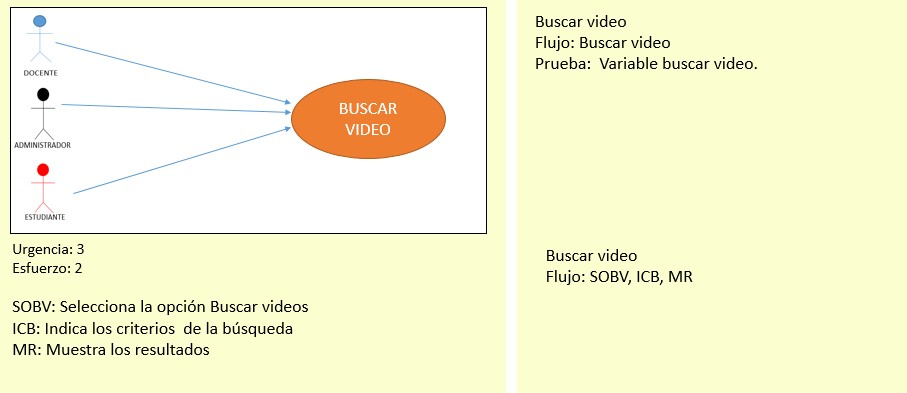 DOCENTE
ADMINISTRADOR
ESTUDIANTE
BUSCAR
VIDEO
Urgencia: 3
Esfuerzo: 2
SOBV: Selecciona la opción Buscar videos
ICB: Indica los criterios  de la búsqueda
MR: Muestra los resultados
Buscar video
Flujo: Buscar video
Prueba:  Variable buscar video.
Buscar video
Flujo: SOBV, ICB, MR